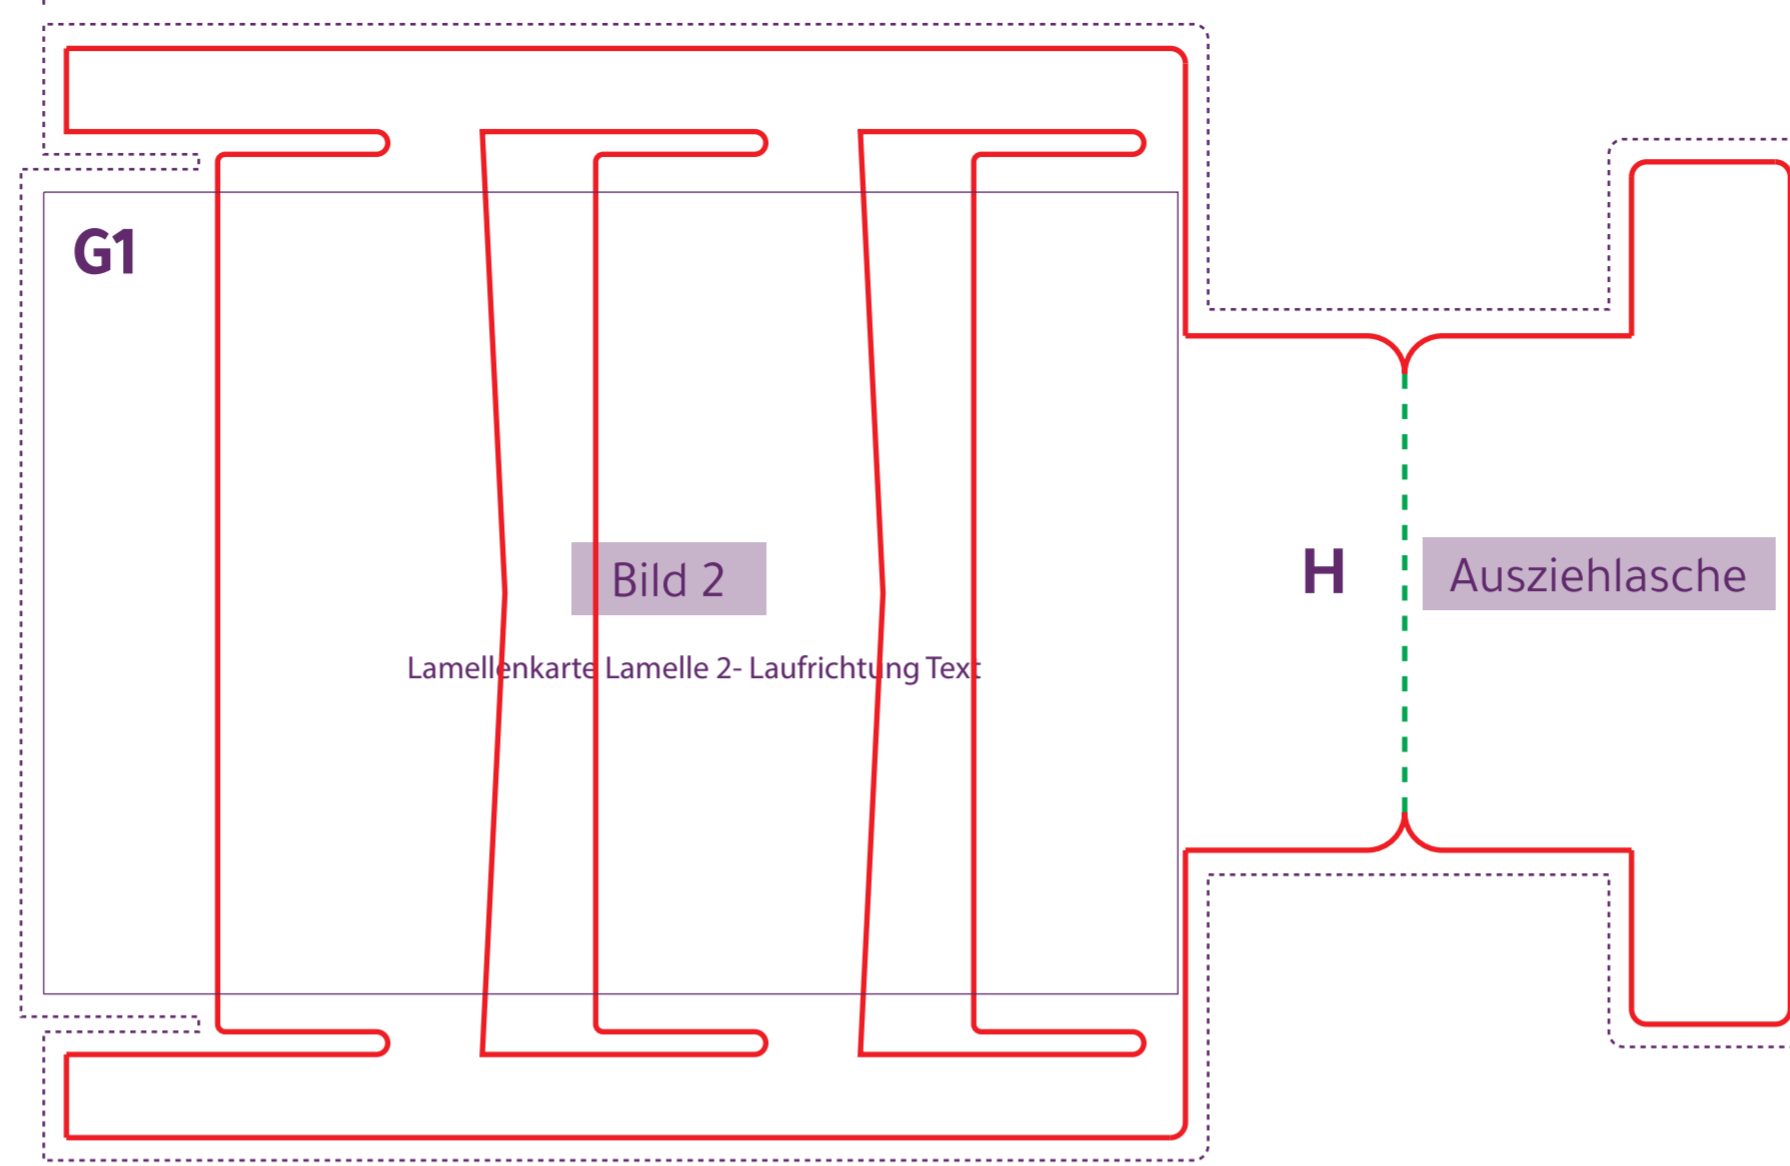 G1
Bild 2
Lamellenkarte Lamelle 2- Laufrichtung Text
H
Ausziehlasche